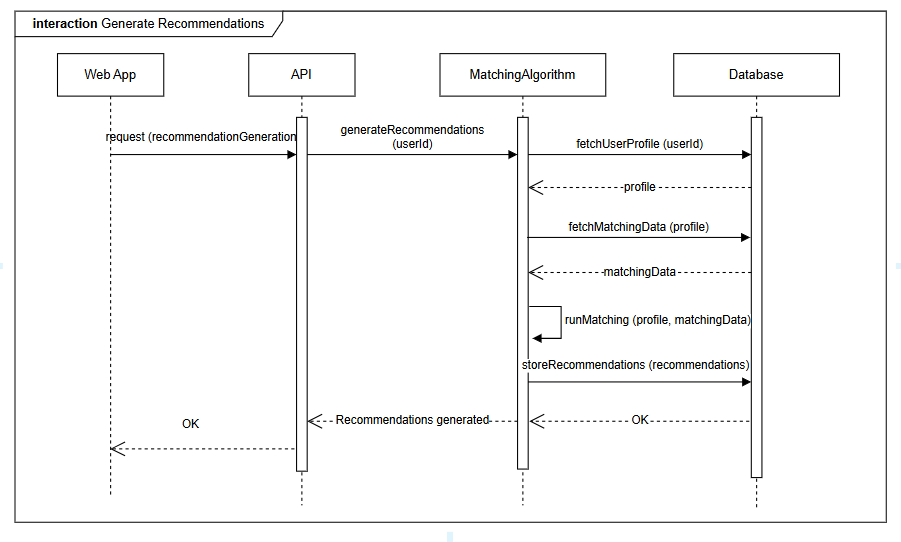 interaction Generate Recommendations
Web App
API
MatchingAlgorithm
Database
request (recommendationGeneration
generateRecommendations
(userId)
fetchUserProfile (userId)
profile
fetchMatchingData (profile)
matchingData
runMatching (profile, matchingData)
storeRecommendations (recommendations)
OK
Recommendations generated
OK